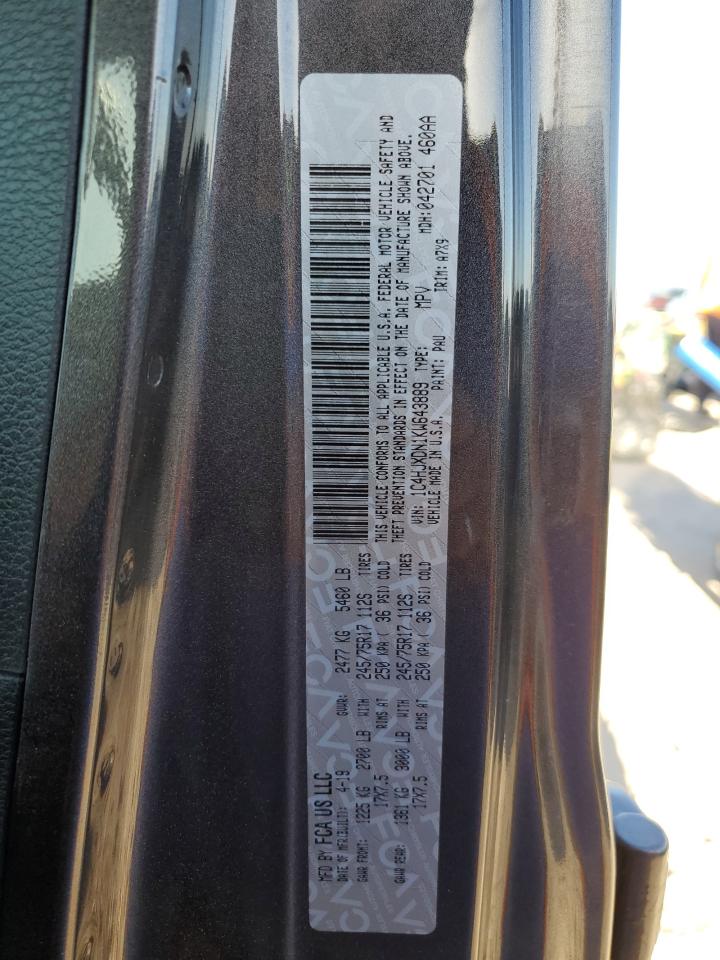 MFD BY FCA US LLC
DATE OF MFR(BUILT): 4-19 GVWR: 2477 KG 5460 LB
GAWR FRONT: 1225 KG 2700 LB WITH 245/75R17 112S TIRES
17X7.5 RIMS AT 250 KPA ( 36 PSI) COLD
GAWR REAR: 1361 KG 3000 LB WITH 245/75R17 112S TIRES
17X7.5 RIMS AT 250 KPA ( 36 PSI) COLD
THIS VEHICLE CONFORMS TO ALL APPLICABLE U.S.A. FEDERAL MOTOR VEHICLE SAFETY AND
THEFT PREVENTION STANDARDS IN EFFECT ON THE DATE OF MANUFACTURE SHOWN ABOVE.
VIN: 1C4HJXDN1KW643889 TYPE: MPV MDH:042701 460AA
VEHICLE MADE IN U.S.A. PAINT: PAU TRIM: A7X9